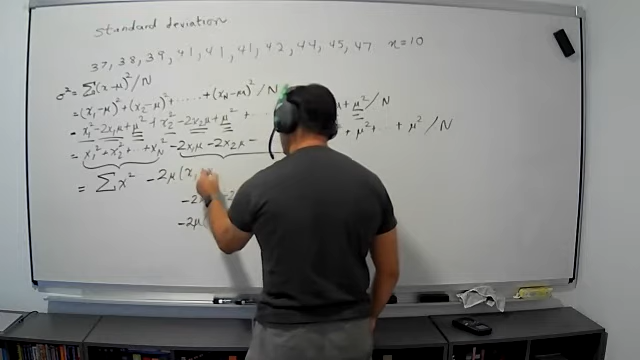 standard deviation
37, 38, 39, 41, 41, 41, 42, 44, 45, 47 n=10
σ² = Σ(x-μ)²/N
= (x₁-μ)² + (x₂-μ)² + ...... + (x_N-μ)²/N
= x₁²-2x₁μ+μ² + x₂²-2x₂μ+μ² + μ+μ²/N
= x₁²+x₂²+..+x_N² -2x₁μ -2x₂μ - + μ²+..+ μ²/N
= Σx² -2μ(x₁
-2
-2μ